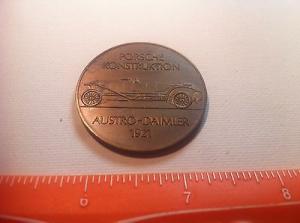 PORSCHE
KONSTRUKTION
AUSTRO-DAIMLER
1921
6 7 8